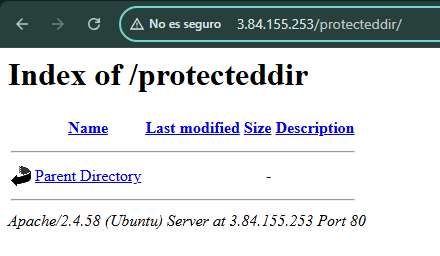 No es seguro 3.84.155.253/protecteddir/
Index of /protecteddir
Name Last modified Size Description
Parent Directory -
Apache/2.4.58 (Ubuntu) Server at 3.84.155.253 Port 80